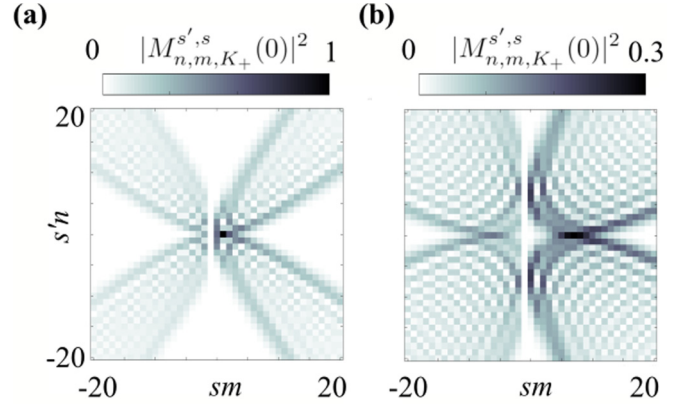 (a)
0 |M^{s',s}_{n,m,K_+}(0)|^2 1
20
s'n
-20
-20 sm 20
(b)
0 |M^{s',s}_{n,m,K_+}(0)|^2 0.3
-20 sm 20